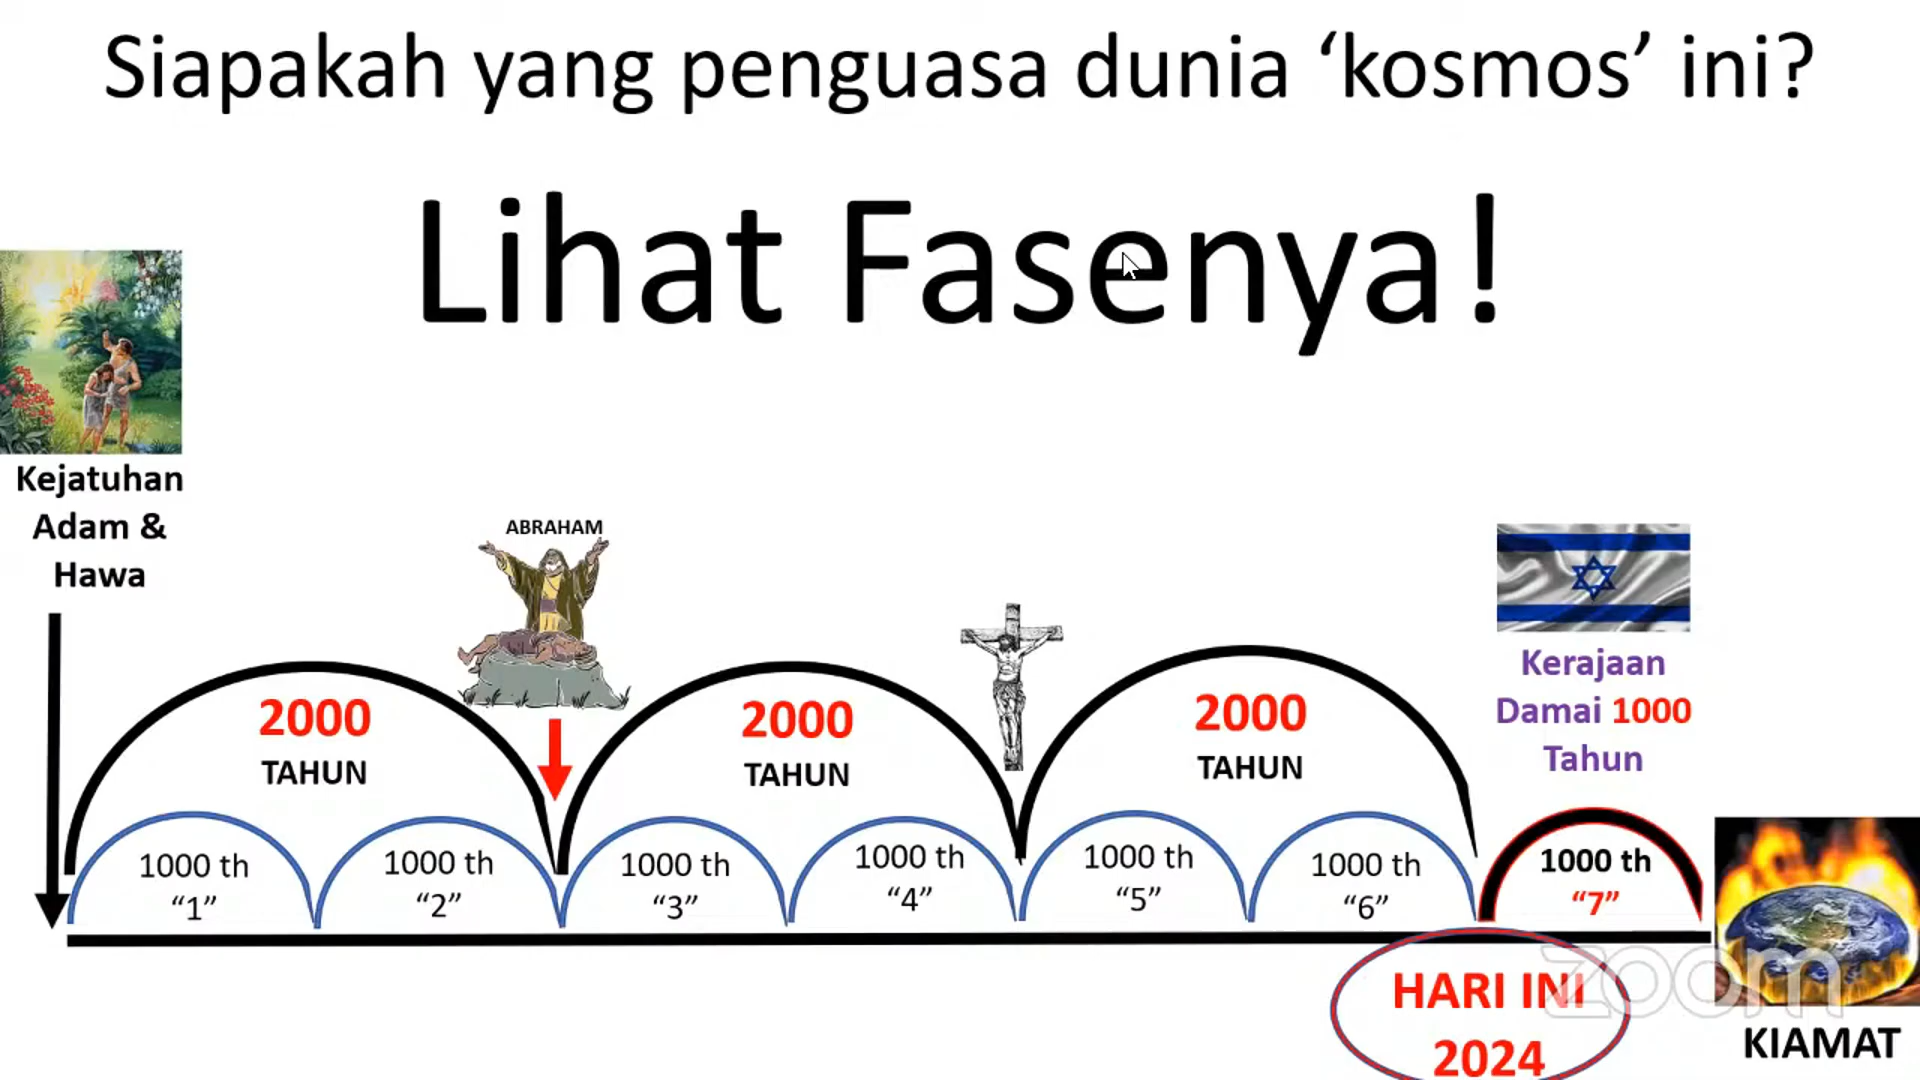 Siapakah yang penguasa dunia ‘kosmos’ ini?
Lihat Fasenya!
Kejatuhan
Adam &
Hawa
ABRAHAM
2000
TAHUN
2000
TAHUN
2000
TAHUN
Kerajaan
Damai 1000
Tahun
1000 th
“1”
1000 th
“2”
1000 th
“3”
1000 th
“4”
1000 th
“5”
1000 th
“6”
1000 th
“7”
HARI INI
2024
zoom
KIAMAT